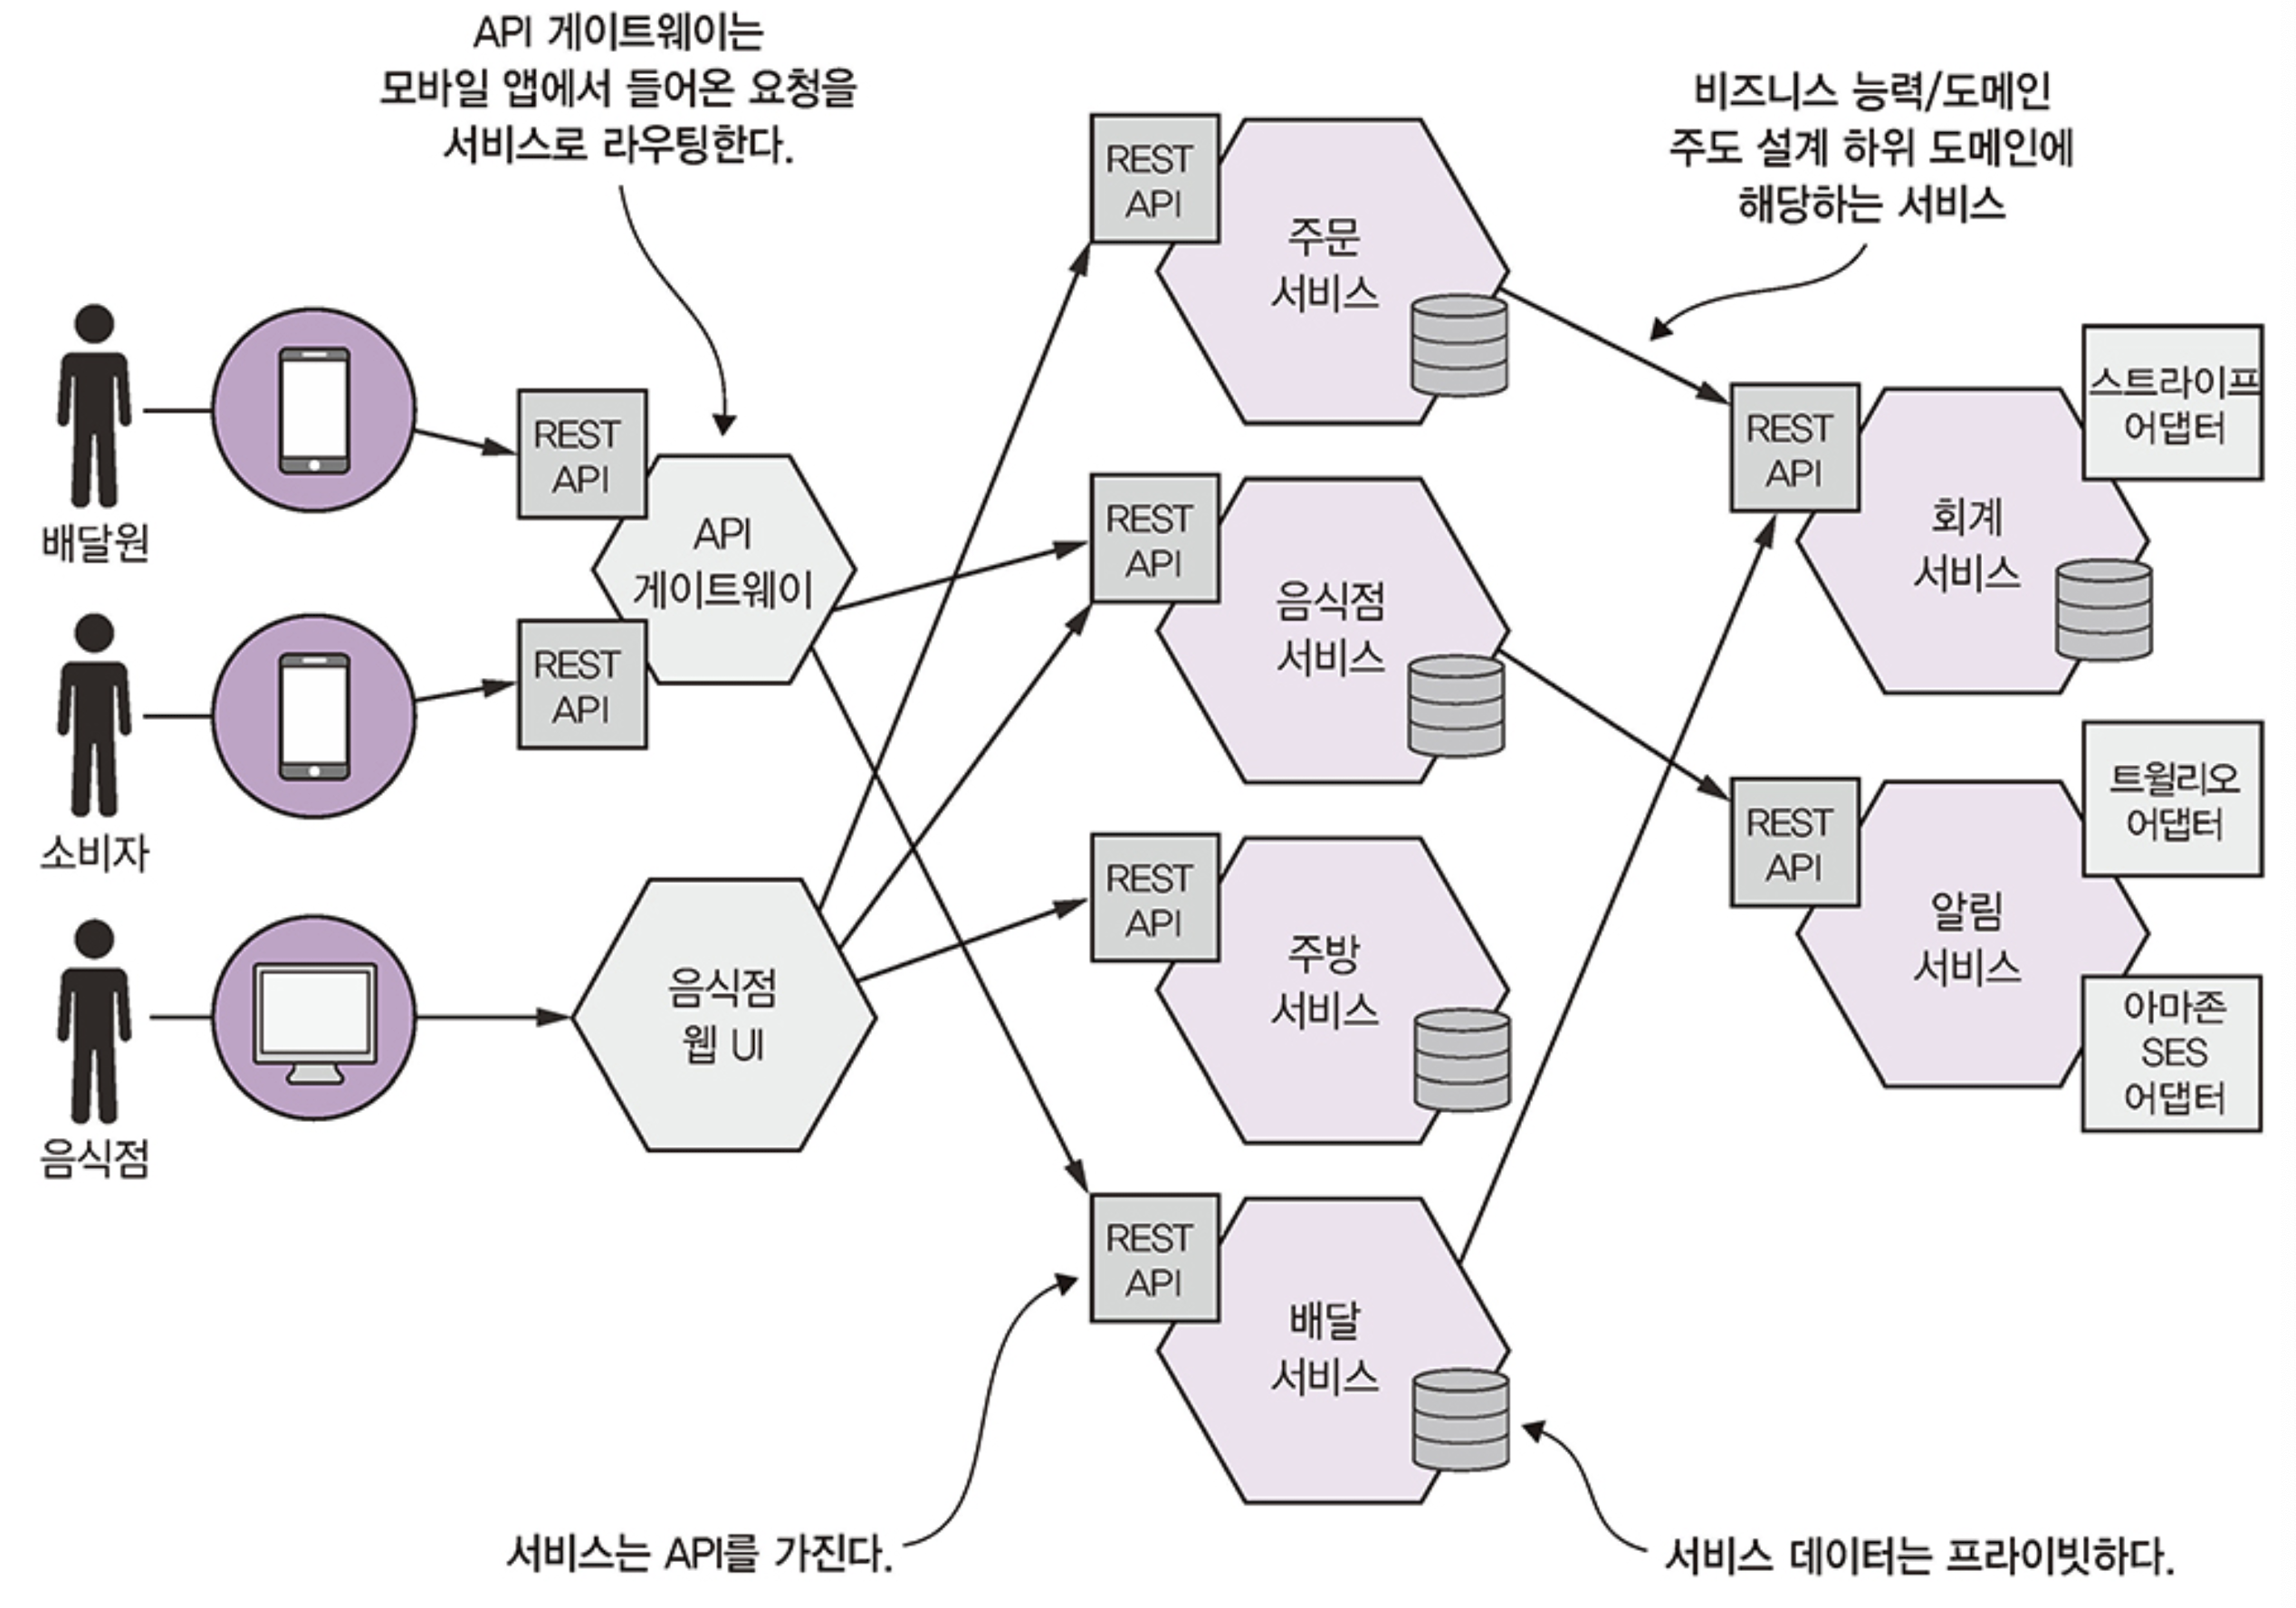 API 게이트웨이는
모바일 앱에서 들어온 요청을
서비스로 라우팅한다.
비즈니스 능력/도메인
주도 설계 하위 도메인에
해당하는 서비스
배달원
소비자
음식점
REST
API
API
게이트웨이
REST
API
음식점
웹 UI
REST
API
주문
서비스
REST
API
음식점
서비스
REST
API
주방
서비스
REST
API
배달
서비스
REST
API
회계
서비스
스트라이프
어댑터
REST
API
알림
서비스
트윌리오
어댑터
아마존
SES
어댑터
서비스는 API를 가진다.
서비스 데이터는 프라이빗하다.